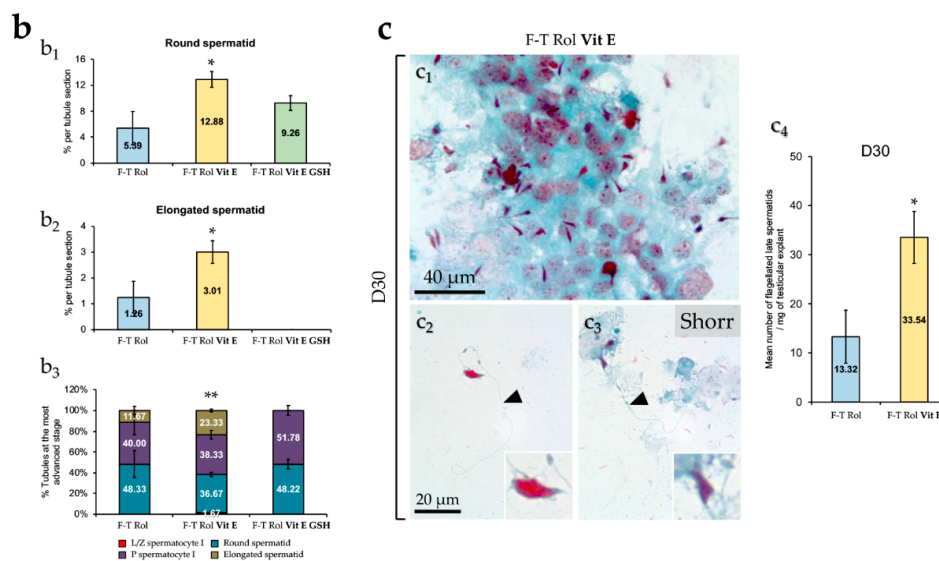 b
b1
Round spermatid
% per tubule section
16
12
8
4
0
5.39
*
12.88
9.26
F-T Rol
F-T Rol Vit E
F-T Rol Vit E GSH
b2
Elongated spermatid
% per tubule section
4
3
2
1
0
1.26
*
3.01
F-T Rol
F-T Rol Vit E
F-T Rol Vit E GSH
b3
% Tubules at the most
advanced stage
120%
100%
80%
60%
40%
20%
0%
11.67
40.00
48.33
**
23.33
38.33
36.67
1.67
51.78
48.22
F-T Rol
F-T Rol Vit E
F-T Rol Vit E GSH
L/Z spermatocyte I
Round spermatid
P spermatocyte I
Elongated spermatid
c
F-T Rol Vit E
D30
c1
40 µm
c2
20 µm
c3
Shorr
c4
D30
Mean number of flagellated late spermatids
/ mg of testicular explant
50
40
30
20
10
0
13.32
*
33.54
F-T Rol
F-T Rol Vit E